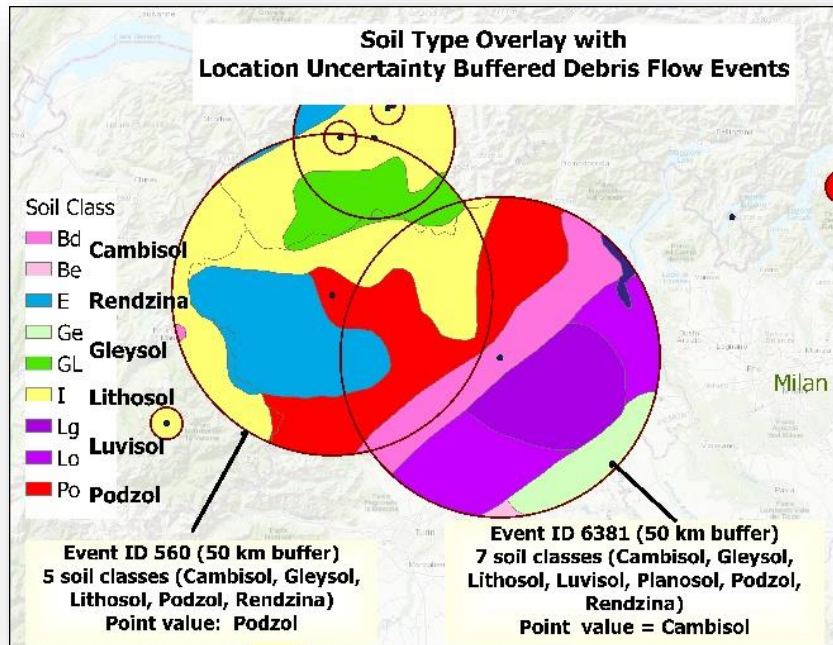 Soil Type Overlay with
Location Uncertainty Buffered Debris Flow Events
Soil Class
Bd
Cambisol
Be
E Rendzina
Ge
Gleysol
GL
I Lithosol
Lg
Luvisol
Lo
Po Podzol
Milan
Event ID 560 (50 km buffer)
5 soil classes (Cambisol, Gleysol,
Lithosol, Podzol, Rendzina)
Point value: Podzol
Event ID 6381 (50 km buffer)
7 soil classes (Cambisol, Gleysol,
Lithosol, Luvisol, Planosol, Podzol,
Rendzina)
Point value = Cambisol